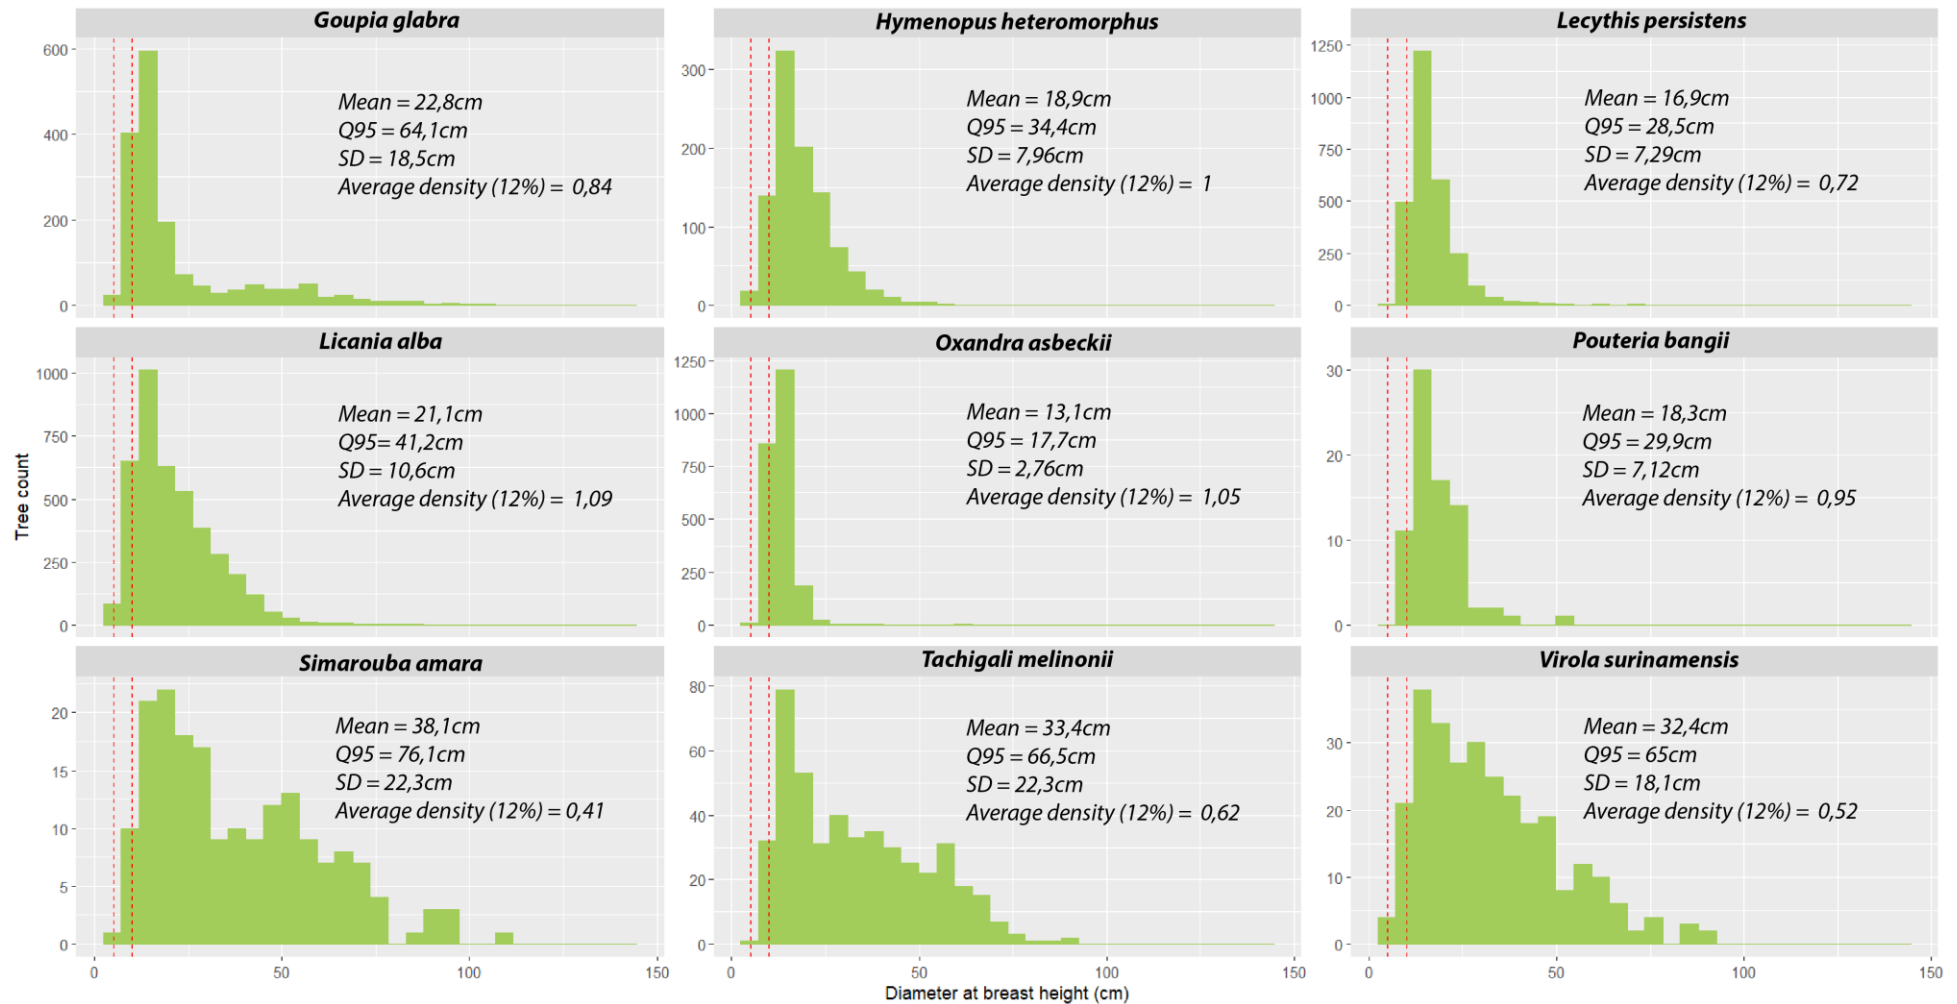 Goupia glabra
Hymenopus heteromorphus
Lecythis persistens
600
400
200
0
Mean = 22,8cm
Q95 = 64,1cm
SD = 18,5cm
Average density (12%) = 0,84
300
200
100
0
Mean = 18,9cm
Q95 = 34,4cm
SD = 7,96cm
Average density (12%) = 1
1250
1000
750
500
250
0
Mean = 16,9cm
Q95 = 28,5cm
SD = 7,29cm
Average density (12%) = 0,72
Tree count
Licania alba
Oxandra asbeckii
Pouteria bangii
1000
750
500
250
0
Mean = 21,1cm
Q95= 41,2cm
SD = 10,6cm
Average density (12%) = 1,09
1250
1000
750
500
250
0
Mean = 13,1cm
Q95 = 17,7cm
SD = 2,76cm
Average density (12%) = 1,05
30
20
10
0
Mean = 18,3cm
Q95 = 29,9cm
SD = 7,12cm
Average density (12%) = 0,95
Simarouba amara
Tachigali melinonii
Virola surinamensis
20
15
10
5
0
Mean = 38,1cm
Q95 = 76,1cm
SD = 22,3cm
Average density (12%) = 0,41
80
60
40
20
0
Mean = 33,4cm
Q95 = 66,5cm
SD = 22,3cm
Average density (12%) = 0,62
30
20
10
0
Mean = 32,4cm
Q95 = 65cm
SD = 18,1cm
Average density (12%) = 0,52
0 50 100 150
0 50 100 150
0 50 100 150
Diameter at breast height (cm)